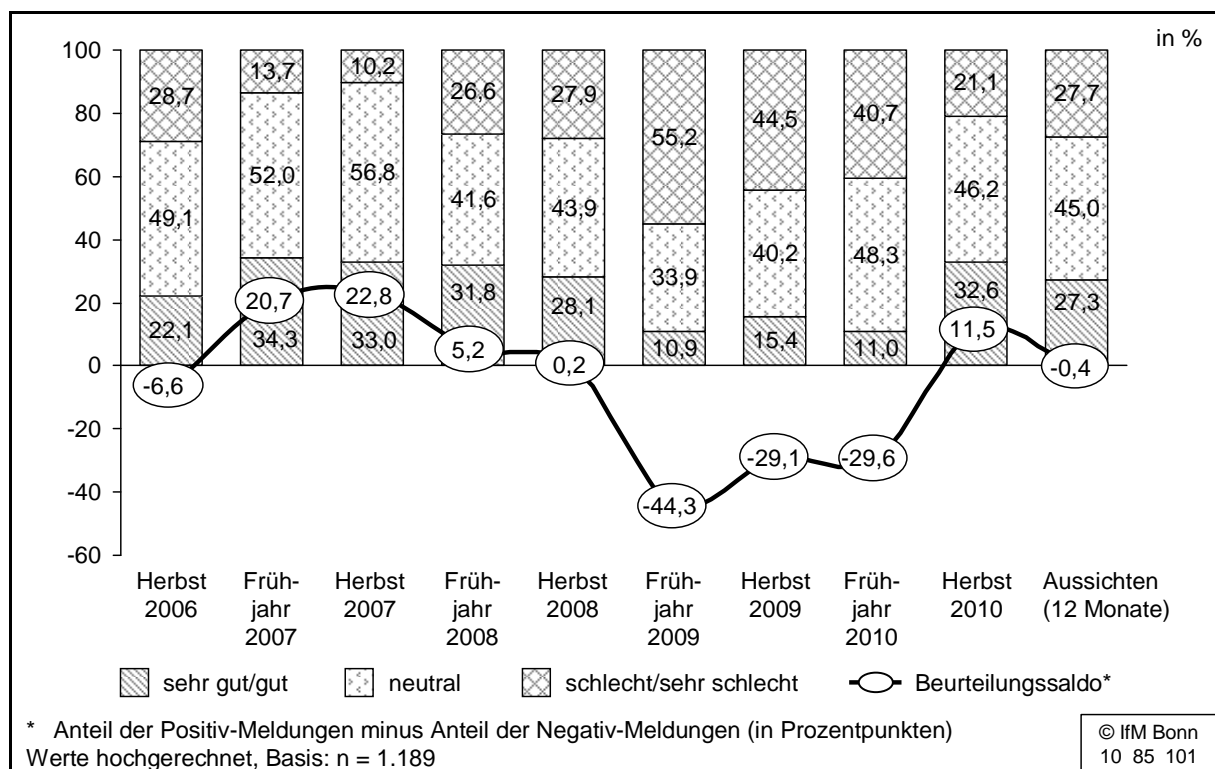 in %
100
80
60
40
20
0
-20
-40
-60
28,7 13,7 10,2 26,6 27,9 55,2 44,5 40,7 21,1 27,7
49,1 52,0 56,8 41,6 43,9 33,9 40,2 48,3 46,2 45,0
22,1 34,3 33,0 31,8 28,1 10,9 15,4 11,0 32,6 27,3
-6,6 20,7 22,8 5,2 0,2 -44,3 -29,1 -29,6 11,5 -0,4
Herbst 2006
Früh-
jahr
2007
Herbst
2007
Früh-
jahr
2008
Herbst
2008
Früh-
jahr
2009
Herbst
2009
Früh-
jahr
2010
Herbst
2010
Aussichten
(12 Monate)
sehr gut/gut neutral schlecht/sehr schlecht Beurteilungssaldo*
* Anteil der Positiv-Meldungen minus Anteil der Negativ-Meldungen (in Prozentpunkten)
Werte hochgerechnet, Basis: n = 1.189
© IfM Bonn
10 85 101